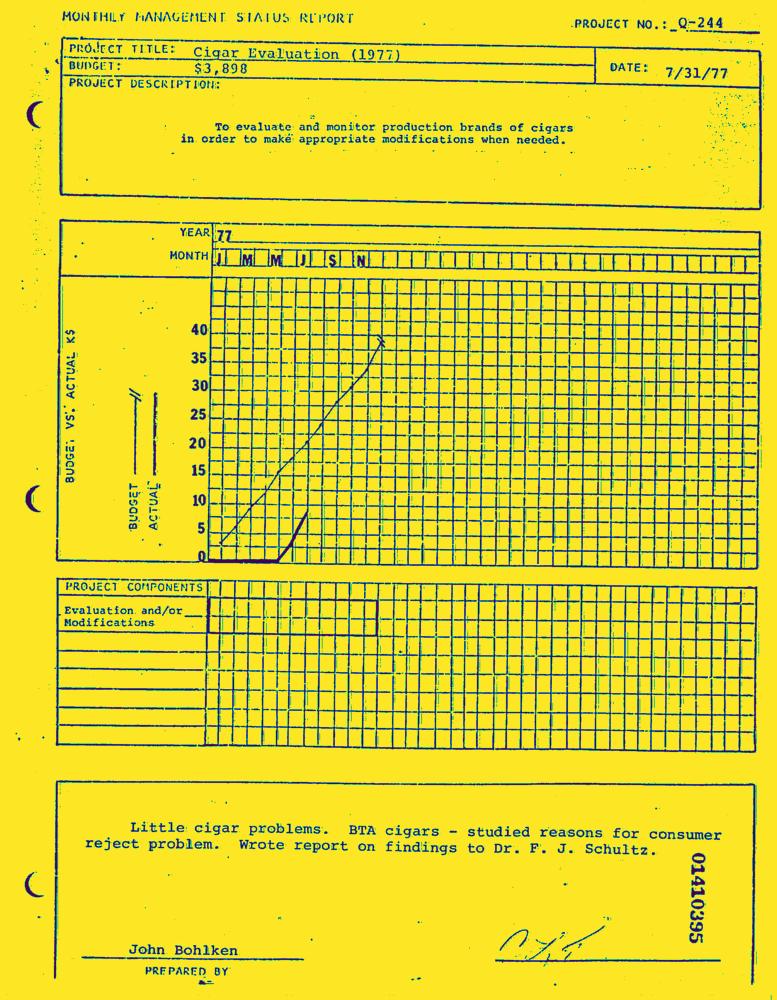 MONTHLY MANAGEMENT STATUS REPORT
PROJECT NO.: Q-244
PROJECT TITLE: Cigar Evaluation (1977)
BUDGET: $3,898
DATE: 7/31/77
PROJECT DESCRIPTION:
To evaluate and monitor production brands of cigars
in order to make appropriate modifications when needed.
YEAR 77
MONTH J M M J S N
BUDGET VS. ACTUAL K$
40
35
30
25
20
15
10
5
0
BUDGET
ACTUAL
PROJECT COMPONENTS
Evaluation and/or
Modifications
Little cigar problems. BTA cigars - studied reasons for consumer
reject problem. Wrote report on findings to Dr. F. J. Schultz.
01410395
John Bohlken
PREPARED BY